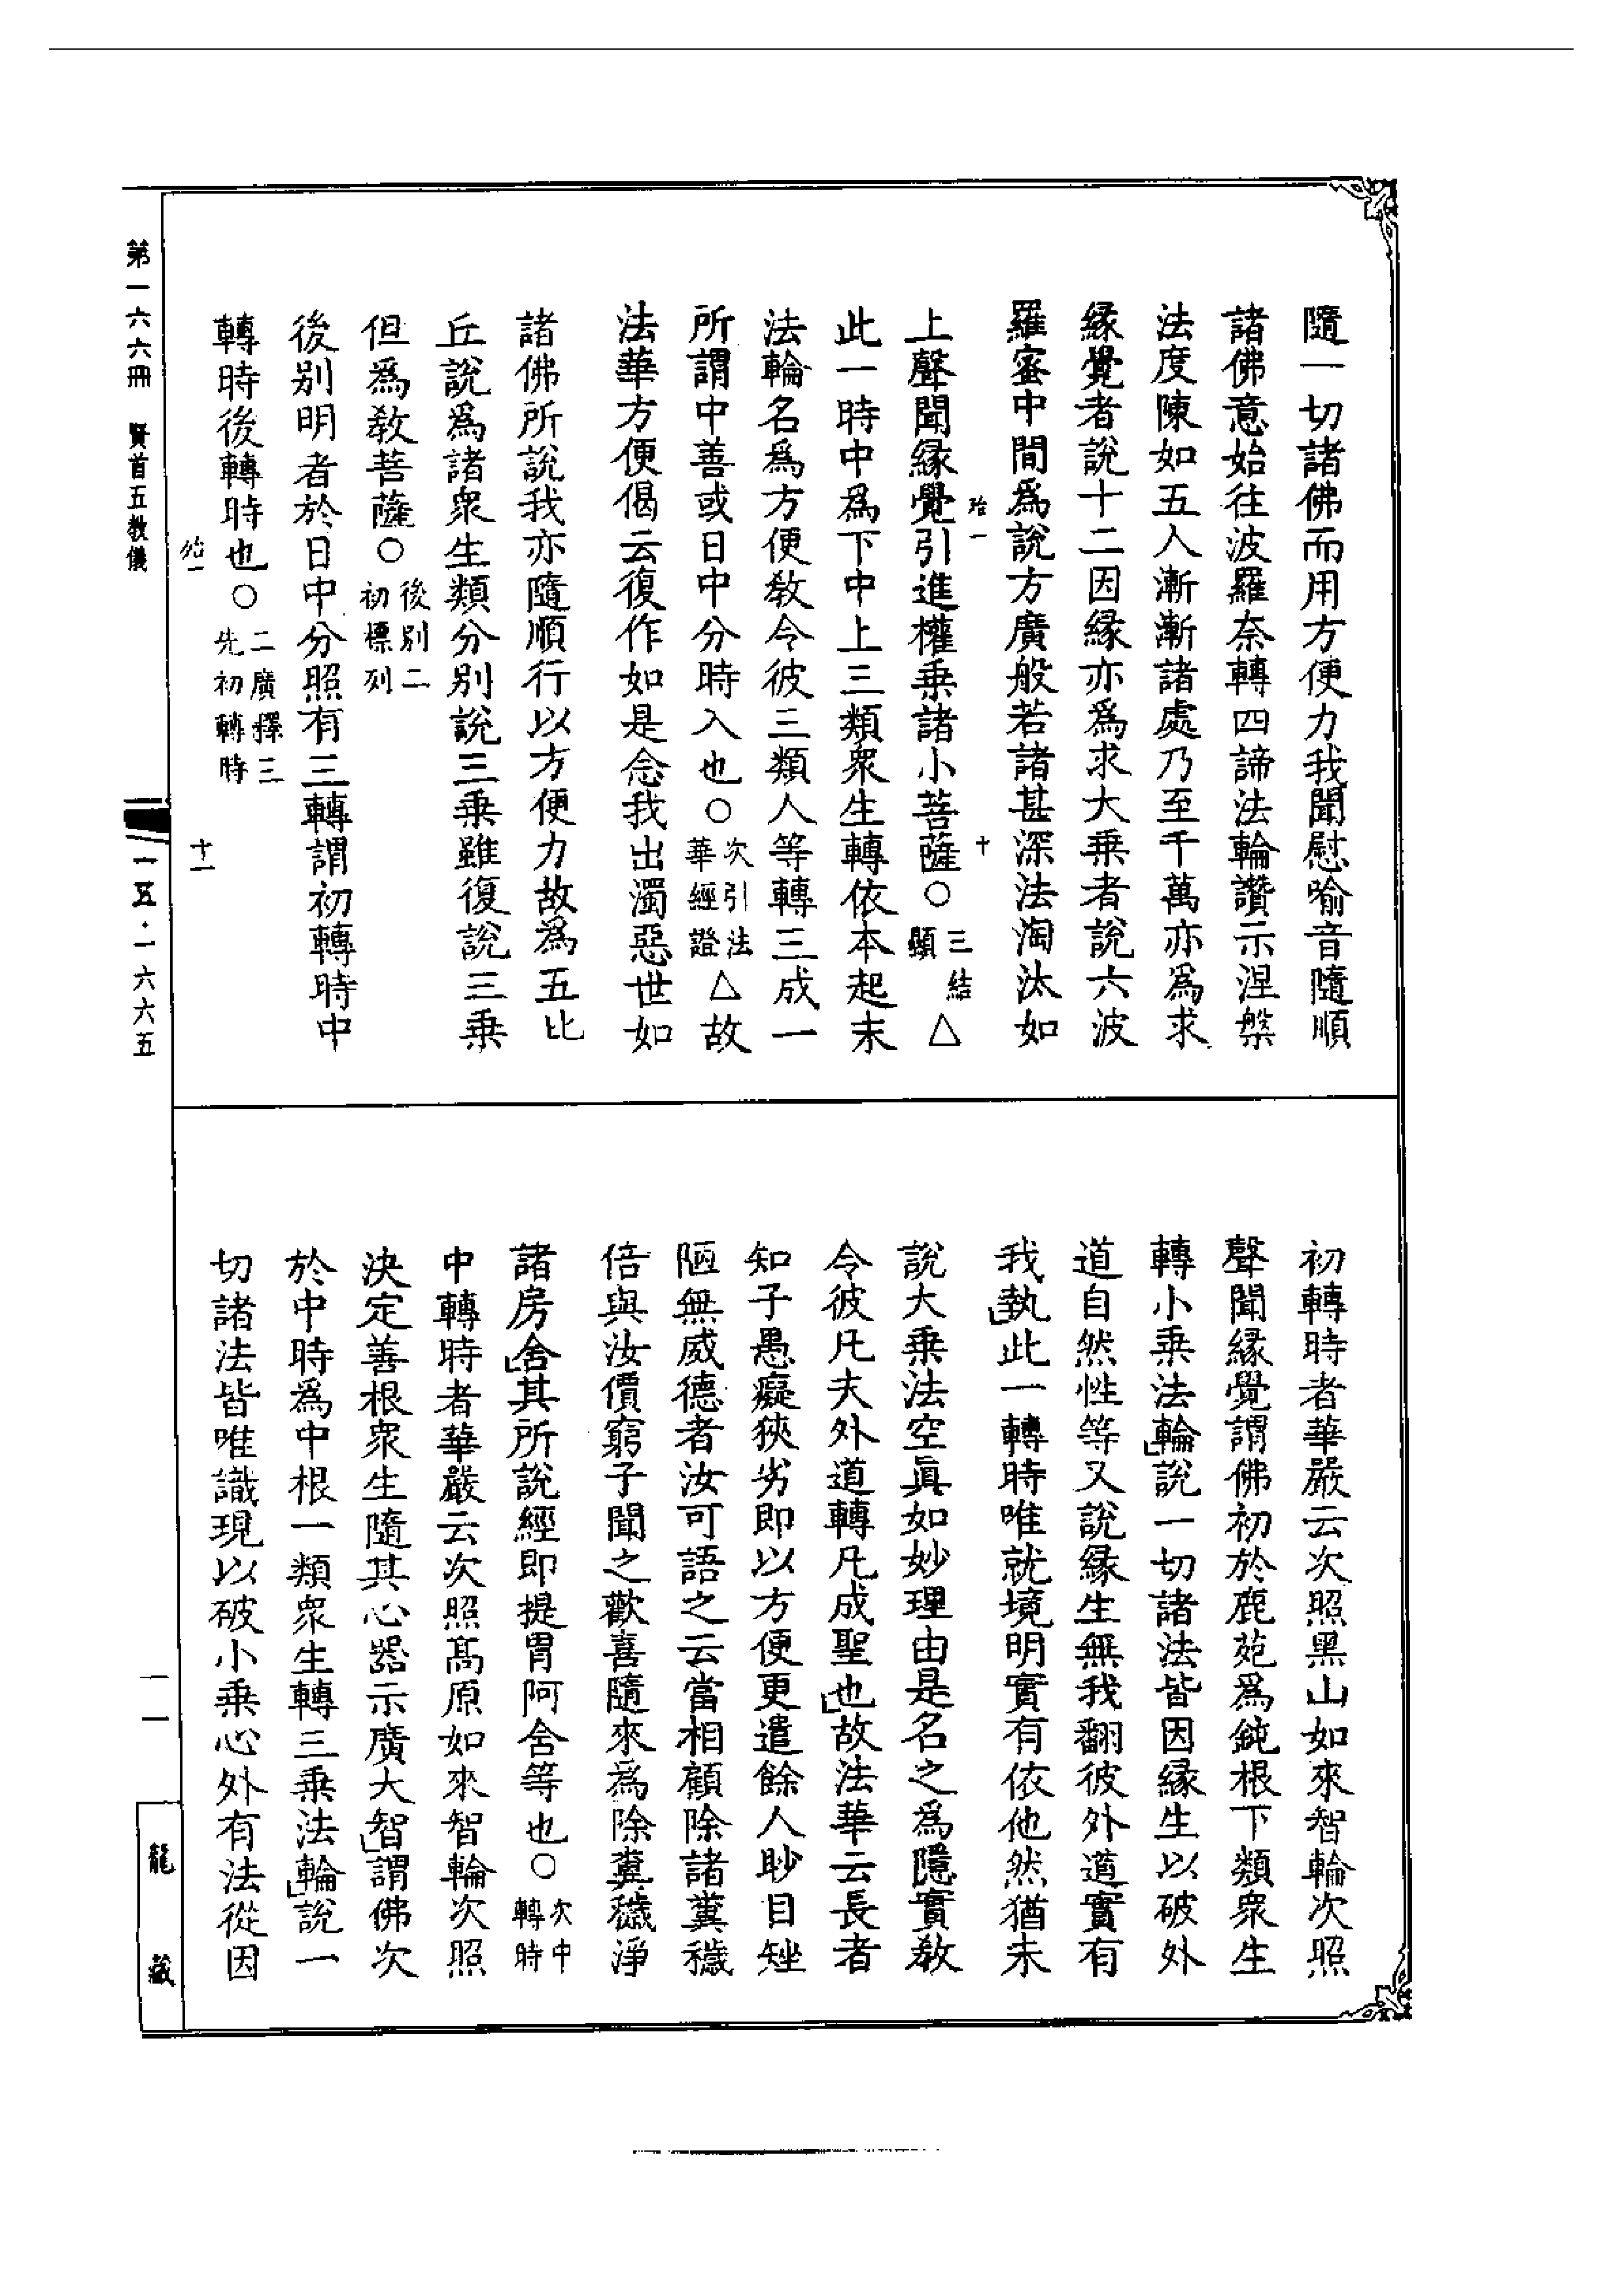 隨一切諸佛而用方便力我聞慰喻音隨順
諸佛意始往波羅奈轉四諦法輪讚示涅槃
法度陳如五人漸漸諸處乃至千萬亦為求
緣覺者說十二因緣亦為求大乘者說六波
羅蜜中間為說方廣般若諸甚深法淘汰如
始一
十
上聲聞緣覺引進權乘諸小菩薩○三結顯△
此一時中為下中上三類衆生轉依本起末
法輪名為方便教令彼三類人等轉三成一
所謂中善或日中分時入也○次引法華經證△故
法華方便偈云復作如是念我出濁惡世如
諸佛所說我亦隨順行以方便力故為五比
丘說為諸衆生類分別說三乘雖復說三乘
但為教菩薩○後別二初標列
後別明者於日中分照有三轉謂初轉時中
轉時後轉時也○二廣釋三先初轉時
始一
十一
初轉時者華嚴云次照黑山如來智輪次照
聲聞緣覺謂佛初於鹿苑為鈍根下類衆生
轉小乘法輪」說一切諸法皆因緣生以破外
道自然性等又說緣生無我翻彼外道實有
我執」此一轉時唯就境明實有依他然猶未
說大乘法空眞如妙理由是名之為隱實教
令彼凡夫外道轉凡成聖也」故法華云長者
知子愚癡狹劣即以方便更遣餘人眇目矬
陋無威德者汝可語之云當相顧除諸糞穢
倍與汝價窮子聞之歡喜隨來為除糞穢淨
諸房舍」其所說經即提胃阿含等也○次中轉時
中轉時者華嚴云次照高原如來智輪次照
決定善根衆生隨其心器示廣大智」謂佛次
於中時為中根一類衆生轉三乘法輪」說一
切諸法皆唯識現以破小乘心外有法從因
第一六六冊 賢首五教儀
一五·一六六五
一一
龍藏